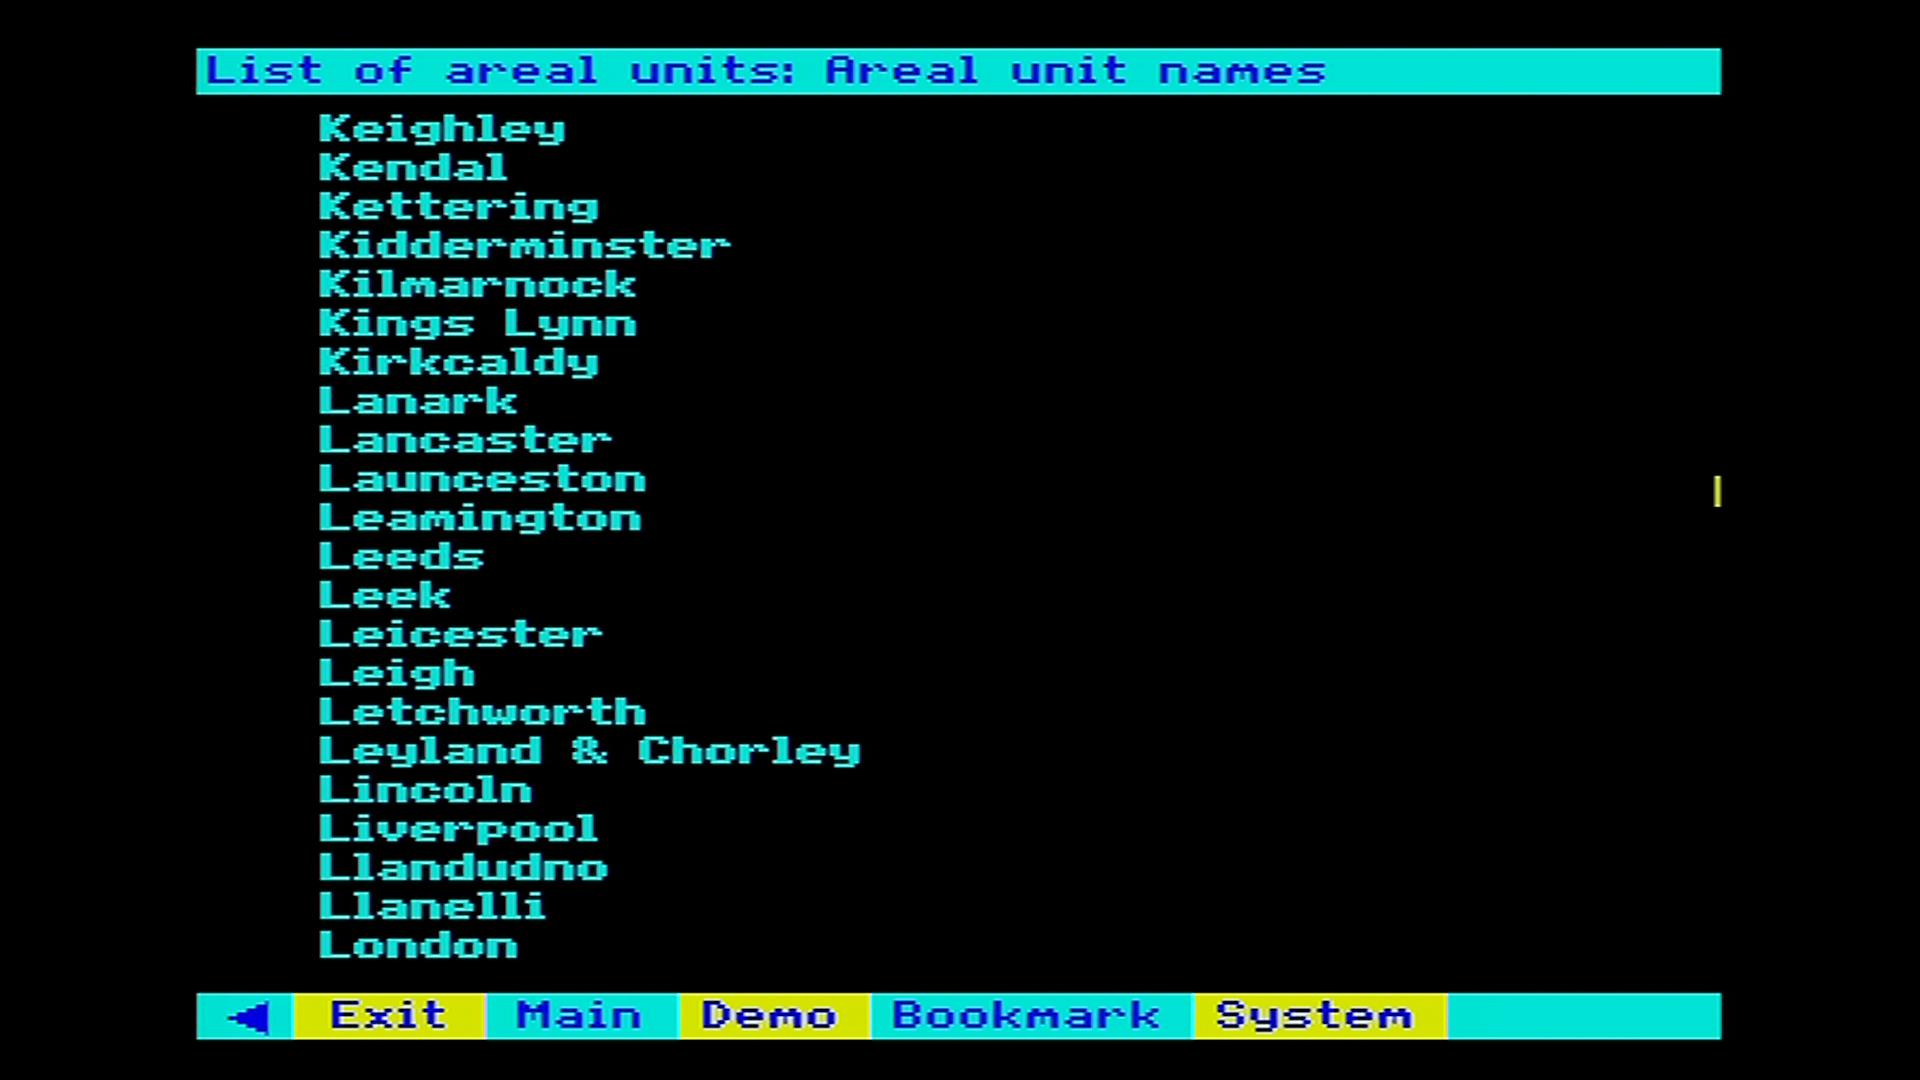 List of areal units: Areal unit names
Keighley
Kendal
Kettering
Kidderminster
Kilmarnock
Kings Lynn
Kirkcaldy
Lanark
Lancaster
Launceston
Leamington
Leeds
Leek
Leicester
Leigh
Letchworth
Leyland & Chorley
Lincoln
Liverpool
Llandudno
Llanelli
London
Exit Main Demo Bookmark System